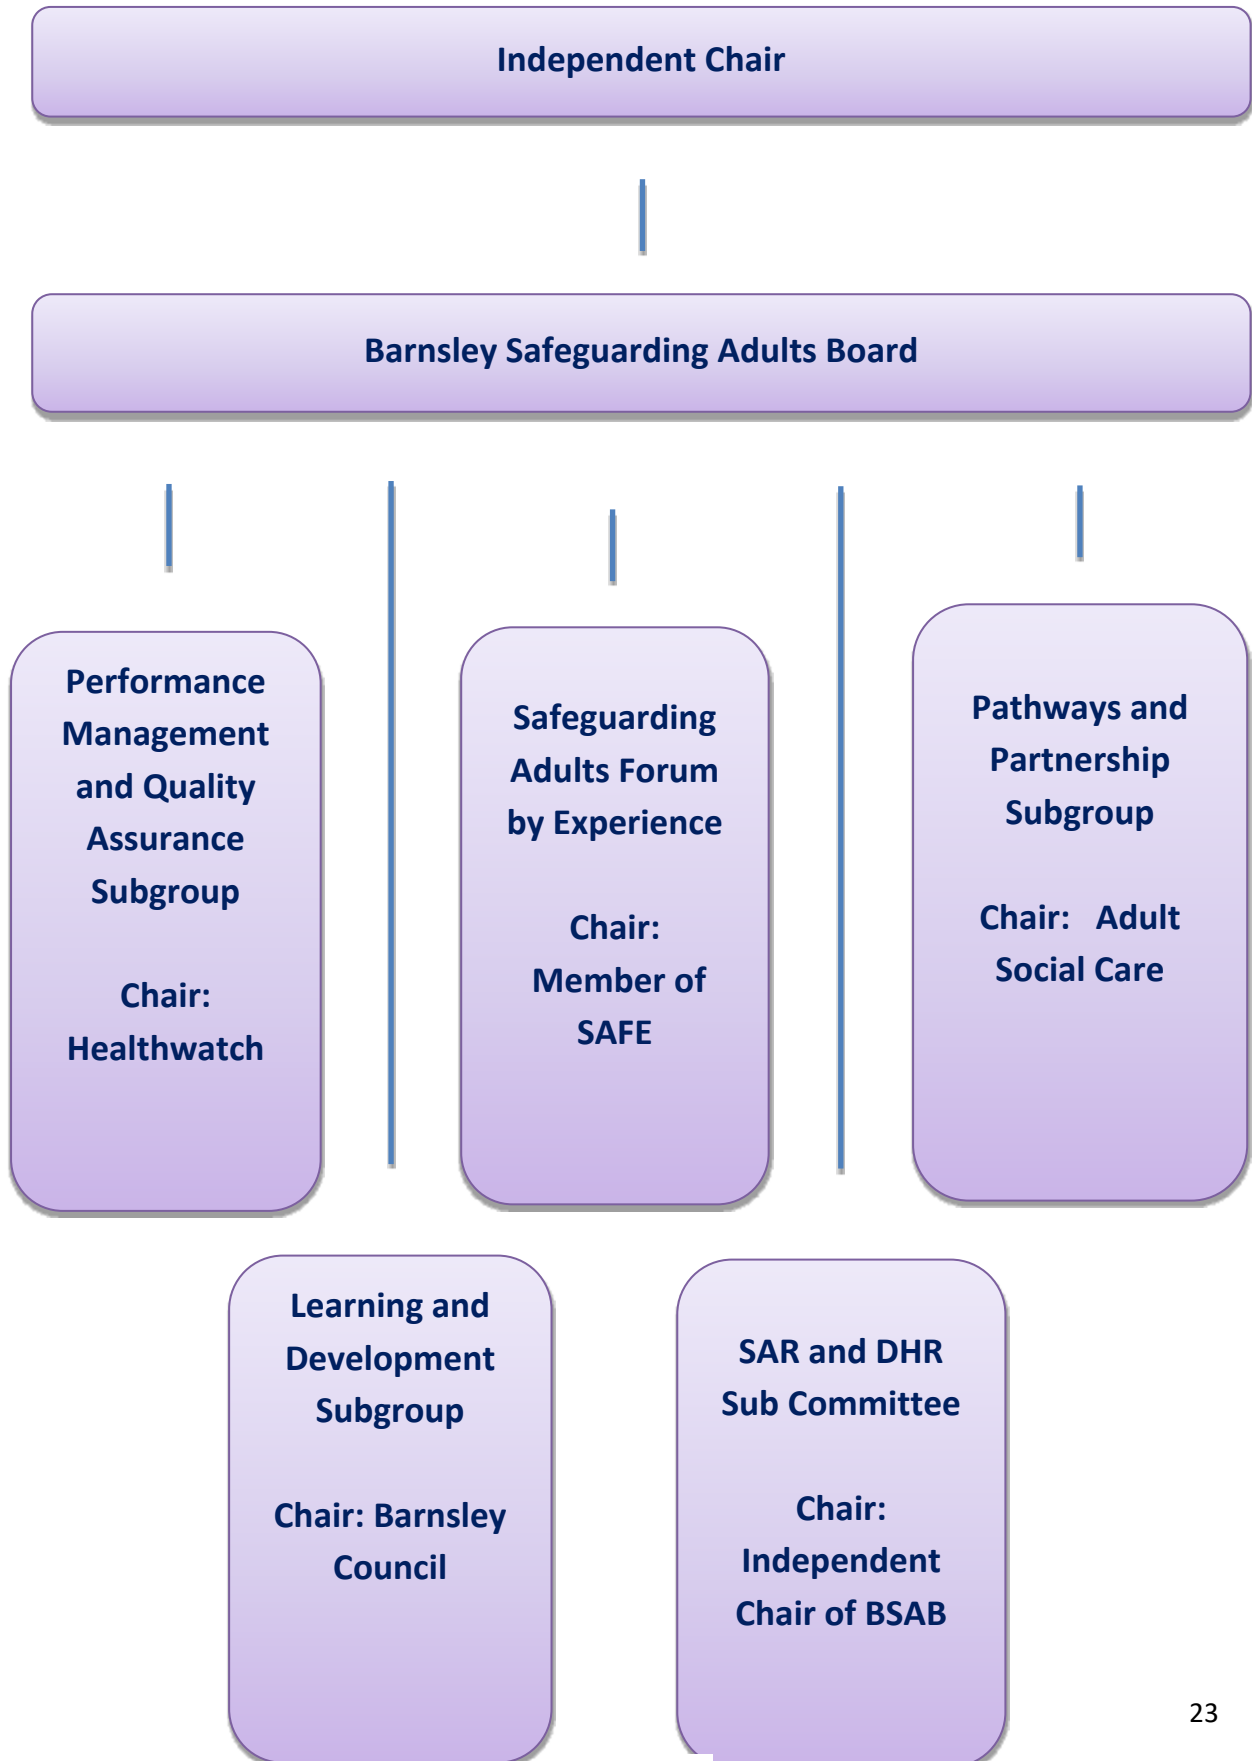 Independent Chair
Barnsley Safeguarding Adults Board
Performance
Management
and Quality
Assurance
Subgroup
Chair:
Healthwatch
Safeguarding
Adults Forum
by Experience
Chair:
Member of
SAFE
Pathways and
Partnership
Subgroup
Chair: Adult
Social Care
Learning and
Development
Subgroup
Chair: Barnsley
Council
SAR and DHR
Sub Committee
Chair:
Independent
Chair of BSAB
23